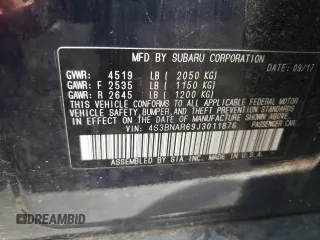 MFD BY SUBARU CORPORATION
DATE: 09/17
GVWR: 4519 LB ( 2050 KG)
GAWR: F 2535 LB ( 1150 KG)
GAWR: R 2645 LB ( 1200 KG)
THIS VEHICLE CONFORMS TO ALL APPLICABLE FEDERAL MOTOR
VEHICLE SAFETY, BUMPER, AND THEFT PREVENTION STANDARDS
IN EFFECT ON THE DATE OF MANUFACTURE SHOWN ABOVE.
VIN: 4S3BNAR69J3011876 PASSENGER CAR
ASSEMBLED BY SIA, INC. MADE IN U.S.A.
DREAMBID
DREAMBID